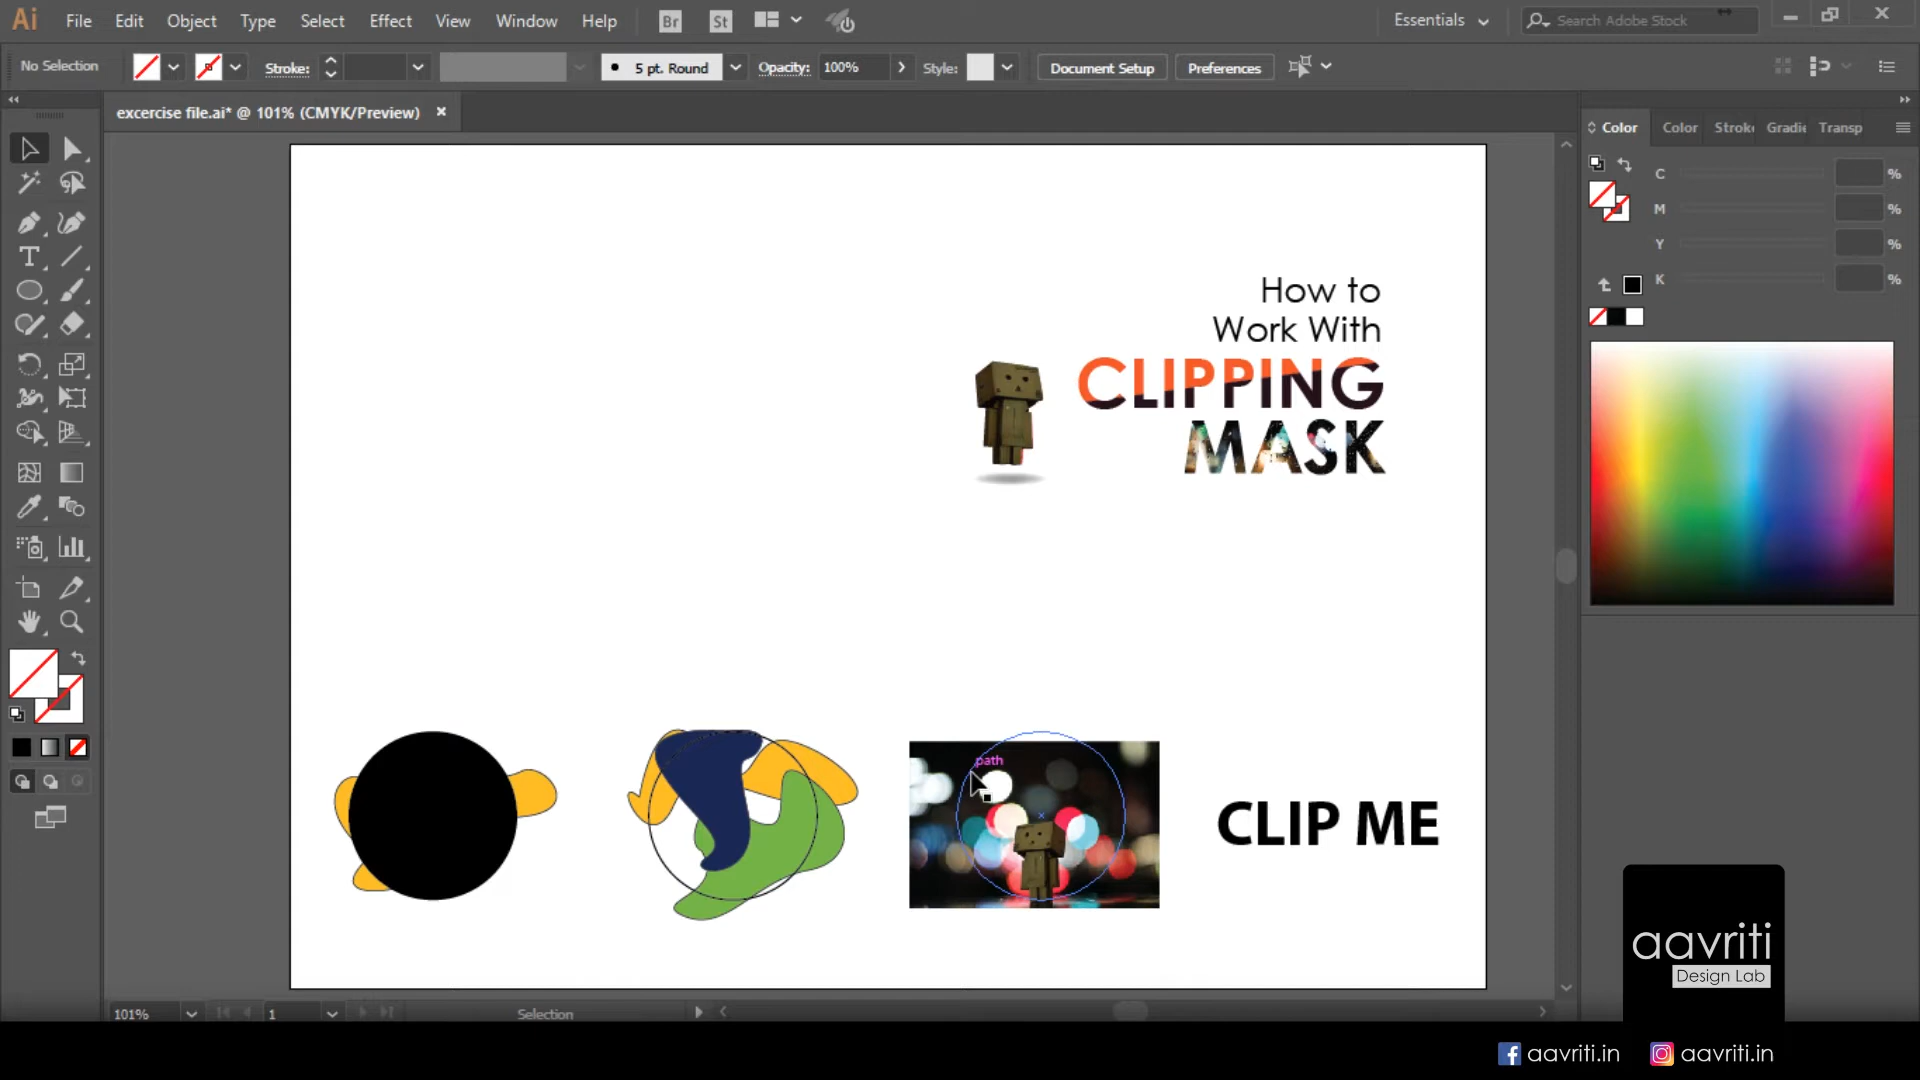 Ai File Edit Object Type Select Effect View Window Help Br St Essentials Search Adobe Stock
No Selection Stroke: 5 pt. Round Opacity: 100% Style: Document Setup Preferences
excercise file.ai* @ 101% (CMYK/Preview)
Color Color Stroke Gradie Transp
C %
M %
Y %
K %
How to
Work With
CLIPPING
MASK
path
CLIP ME
aavriti
Design Lab
101% 1 Selection
aavriti.in aavriti.in